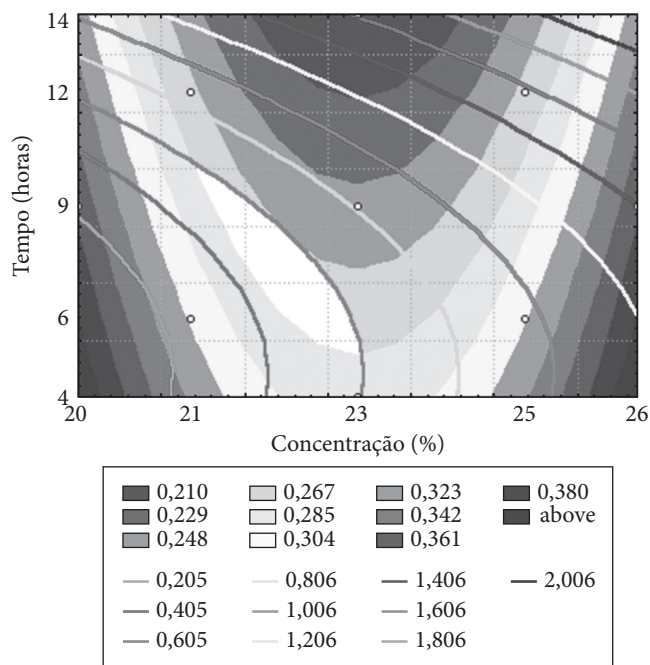 14
12
9
6
4
Tempo (horas)
20 21 23 25 26
Concentração (%)
0,210 0,267 0,323 0,380
0,229 0,285 0,342 above
0,248 0,304 0,361
0,205 0,806 1,406 2,006
0,405 1,006 1,606
0,605 1,206 1,806